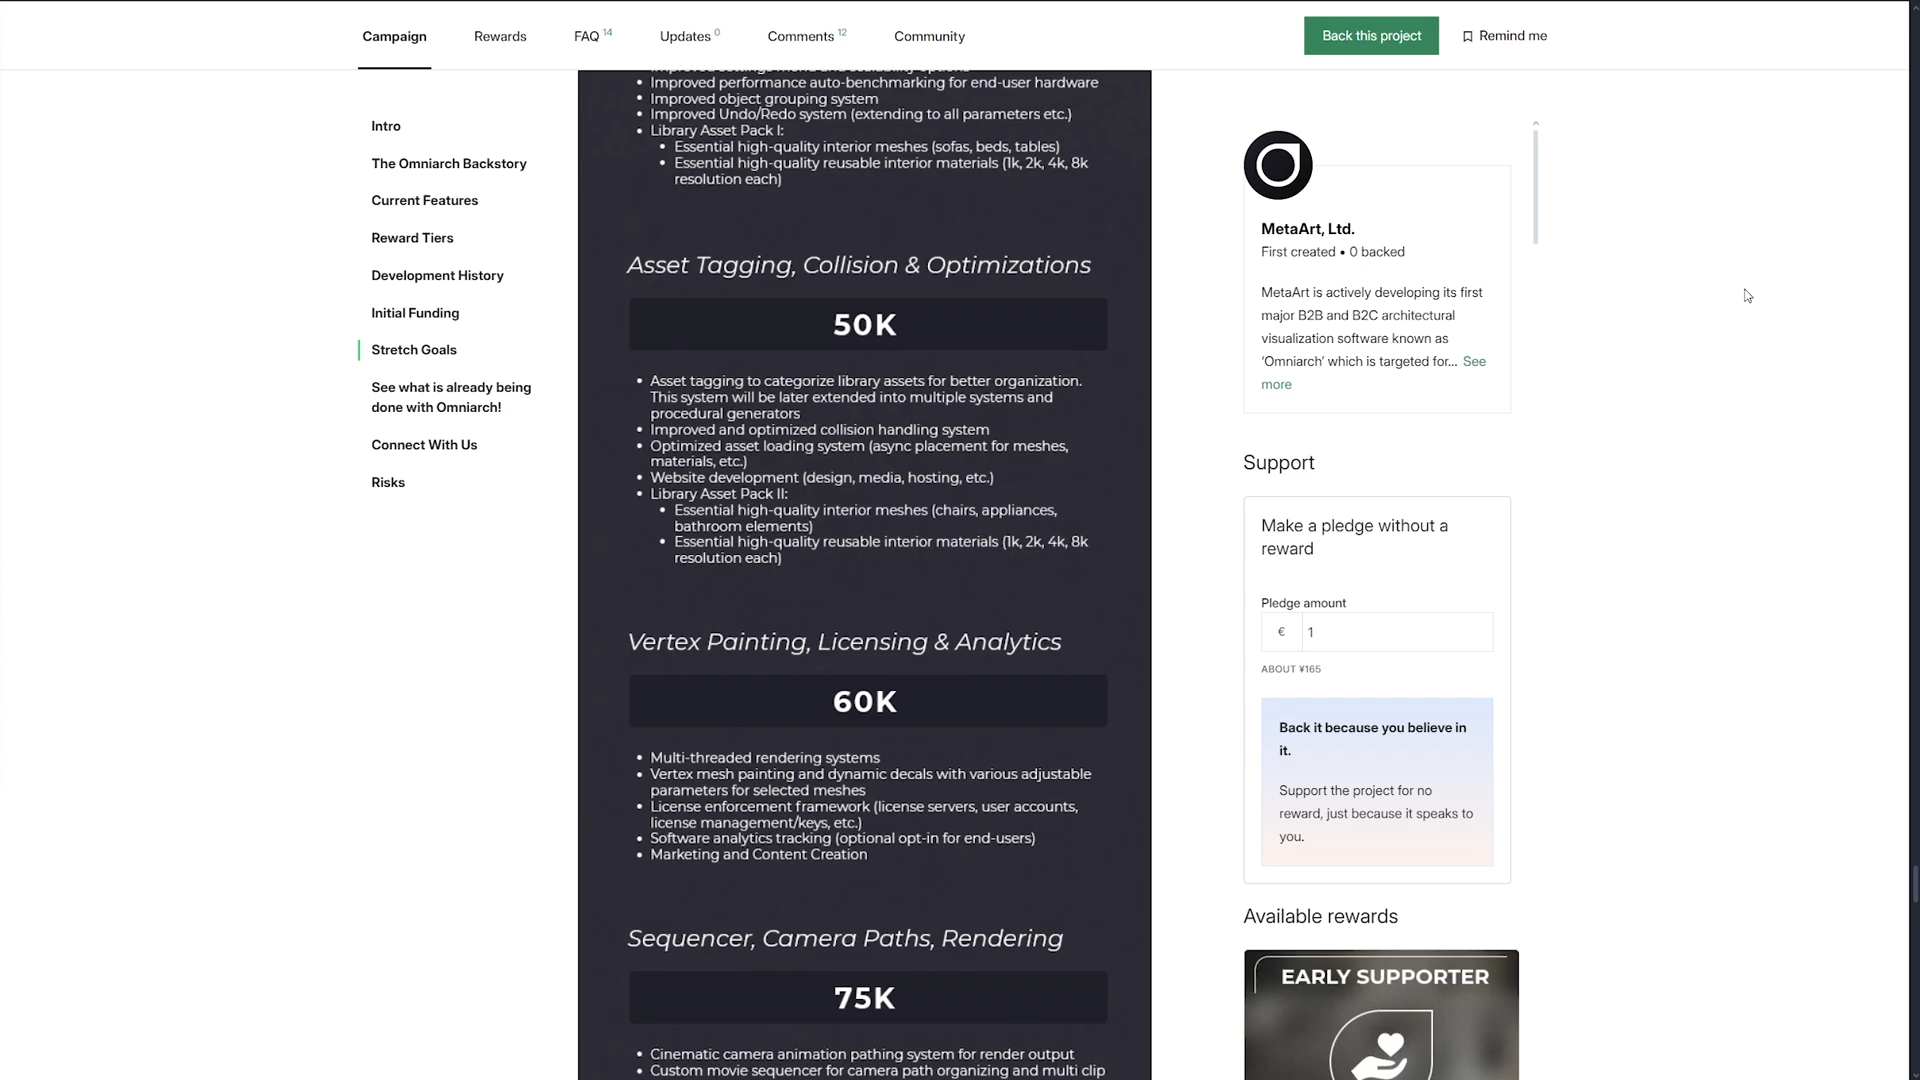 Campaign
Rewards
FAQ 14
Updates 0
Comments 12
Community
Back this project
Remind me
Intro
The Omniarch Backstory
Current Features
Reward Tiers
Development History
Initial Funding
Stretch Goals
See what is already being
done with Omniarch!
Connect With Us
Risks
• Improved performance auto-benchmarking for end-user hardware
• Improved object grouping system
• Improved Undo/Redo system (extending to all parameters etc.)
• Library Asset Pack I:
• Essential high-quality interior meshes (sofas, beds, tables)
• Essential high-quality reusable interior materials (1k, 2k, 4k, 8k
resolution each)
Asset Tagging, Collision & Optimizations
50K
• Asset tagging to categorize library assets for better organization.
This system will be later extended into multiple systems and
procedural generators
• Improved and optimized collision handling system
• Optimized asset loading system (async placement for meshes,
materials, etc.)
• Website development (design, media, hosting, etc.)
• Library Asset Pack II:
• Essential high-quality interior meshes (chairs, appliances,
bathroom elements)
• Essential high-quality reusable interior materials (1k, 2k, 4k, 8k
resolution each)
Vertex Painting, Licensing & Analytics
60K
• Multi-threaded rendering systems
• Vertex mesh painting and dynamic decals with various adjustable
parameters for selected meshes
• License enforcement framework (license servers, user accounts,
license management/keys, etc.)
• Software analytics tracking (optional opt-in for end-users)
• Marketing and Content Creation
Sequencer, Camera Paths, Rendering
75K
• Cinematic camera animation pathing system for render output
• Custom movie sequencer for camera path organizing and multi clip
MetaArt, Ltd.
First created • 0 backed
MetaArt is actively developing its first
major B2B and B2C architectural
visualization software known as
‘Omniarch’ which is targeted for... See
more
Support
Make a pledge without a
reward
Pledge amount
€ 1
ABOUT ¥165
Back it because you believe in
it.
Support the project for no
reward, just because it speaks to
you.
Available rewards
EARLY SUPPORTER